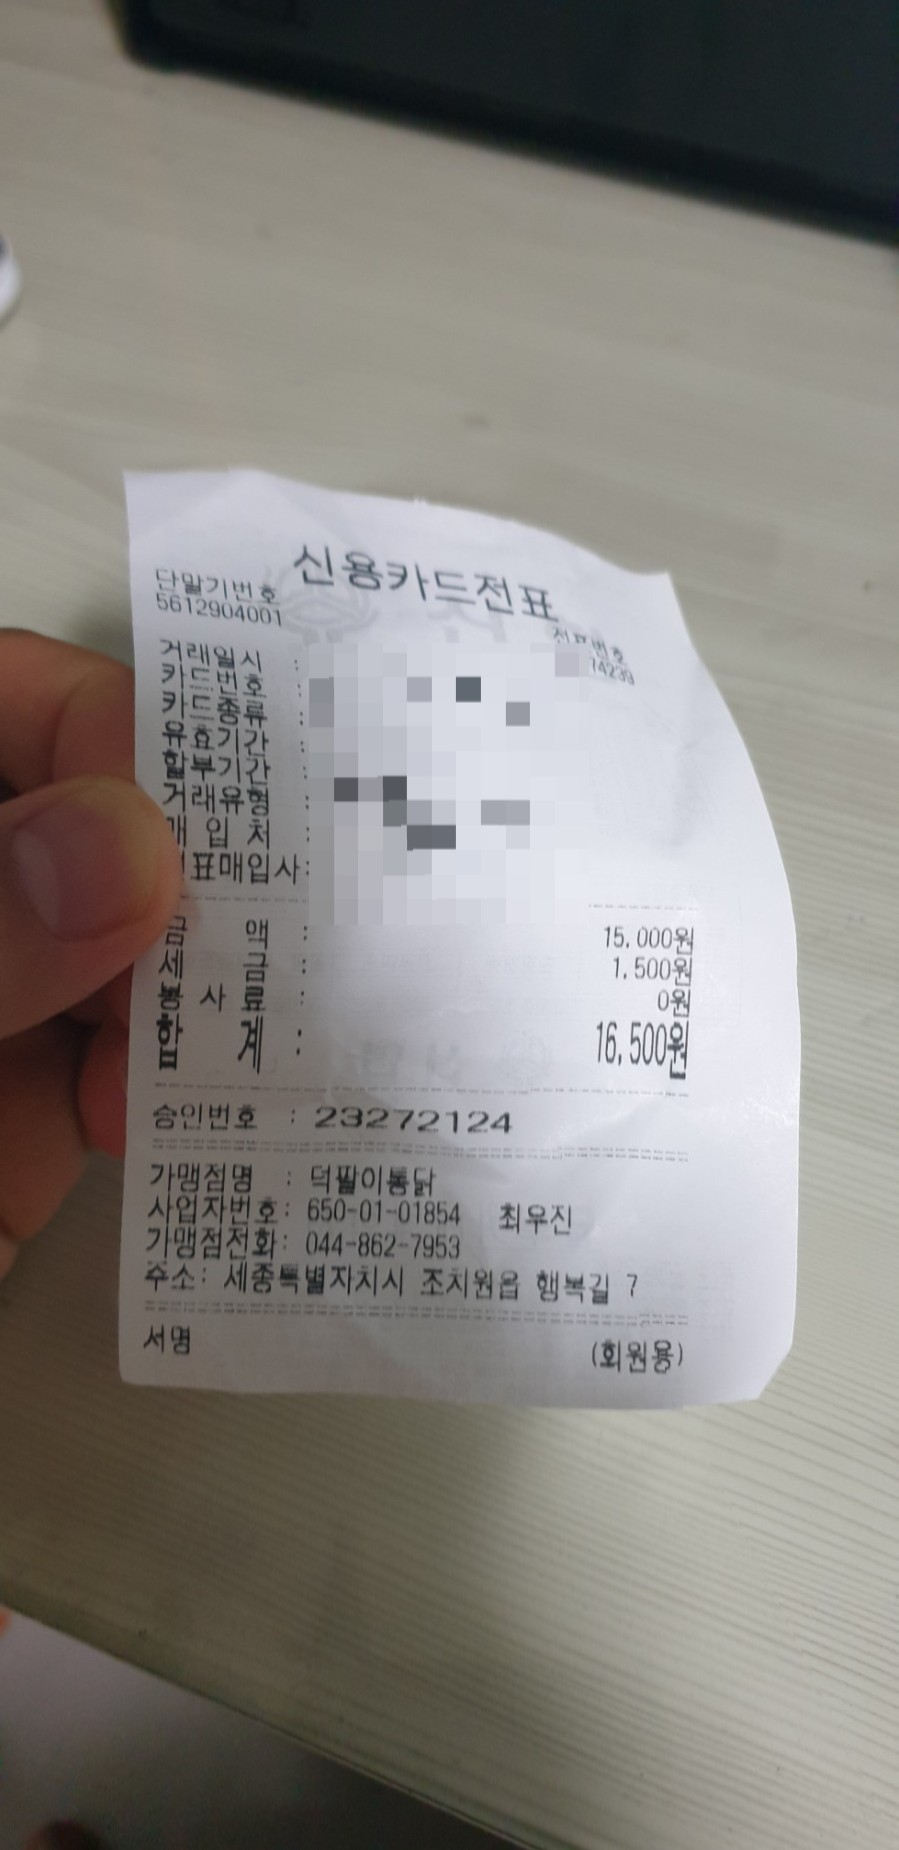 신용카드전표
단말기번호
5612904001
전표번호
74239
거래일시 :
카드번호 :
카드종류 :
유효기간 :
할부기간 :
거래유형 :
매 입 처 :
표매입사 :
금 액 : 15,000원
세 금 : 1,500원
봉 사 료 : 0원
합 계 : 16,500원
승인번호 : 23272124
가맹점명 : 덕팔이통닭
사업자번호: 650-01-01854 최우진
가맹점전화: 044-862-7953
주소: 세종특별자치시 조치원읍 행복길 7
서명 (회원용)